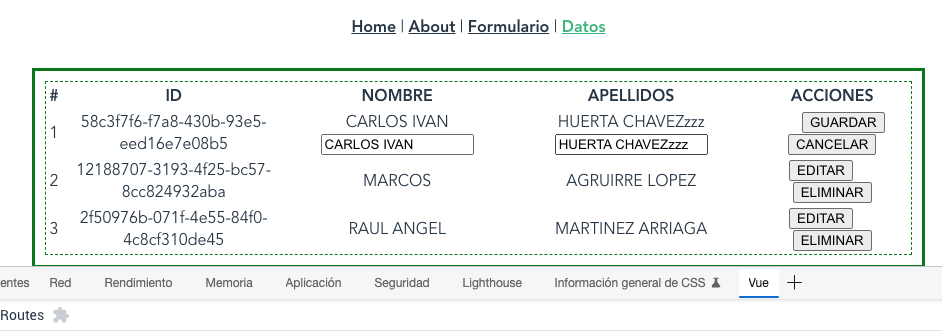 Home | About | Formulario | Datos
# ID NOMBRE APELLIDOS ACCIONES
1 58c3f7f6-f7a8-430b-93e5-eed16e7e08b5 CARLOS IVAN HUERTA CHAVEZzzz GUARDAR
CARLOS IVAN HUERTA CHAVEZzzz CANCELAR
2 12188707-3193-4f25-bc57-8cc824932aba MARCOS AGRUIRRE LOPEZ EDITAR
ELIMINAR
3 2f50976b-071f-4e55-84f0-4c8cf310de45 RAUL ANGEL MARTINEZ ARRIAGA EDITAR
ELIMINAR
entes Red Rendimiento Memoria Aplicación Seguridad Lighthouse Información general de CSS Vue +
Routes